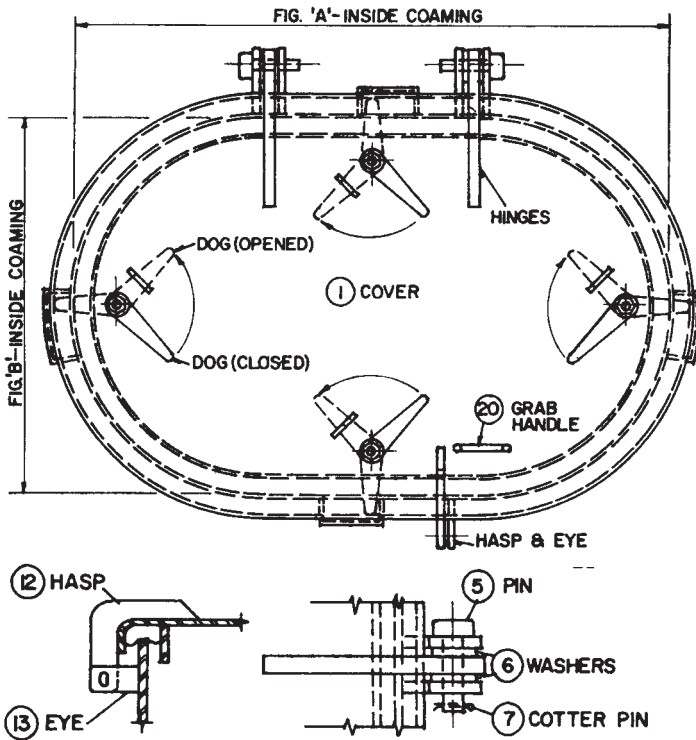 FIG. 'A'-INSIDE COAMING
FIG.'B'-INSIDE COAMING
HINGES
DOG (OPENED)
1 COVER
DOG (CLOSED)
20 GRAB
HANDLE
HASP & EYE
12 HASP
5 PIN
6 WASHERS
13 EYE
7 COTTER PIN